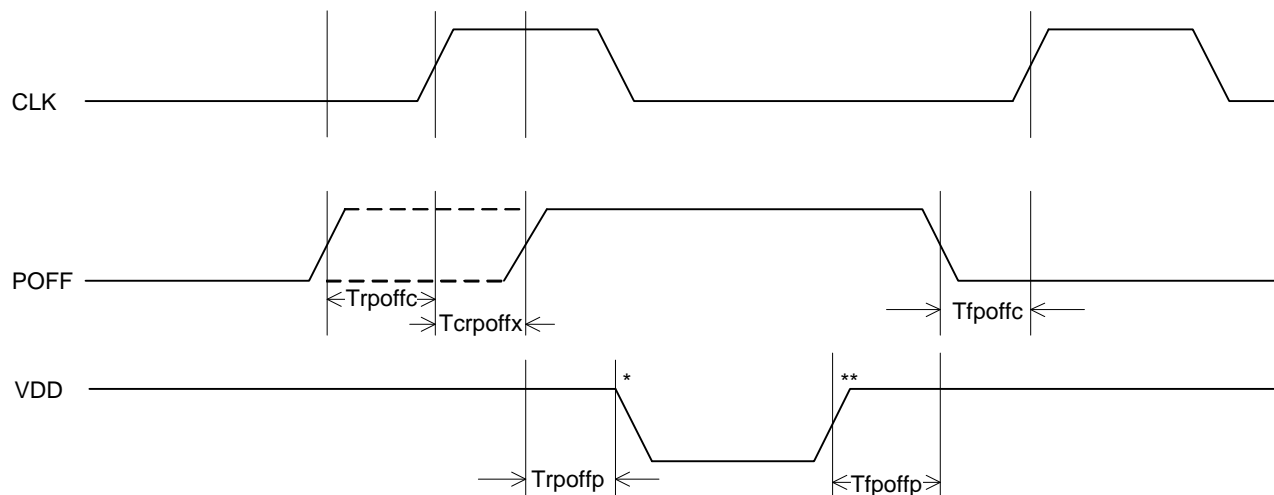 CLK
POFF
Trpoffc
Tcrpoffx
Tfpoffc
VDD
*
**
Trpoffp
Tfpoffp